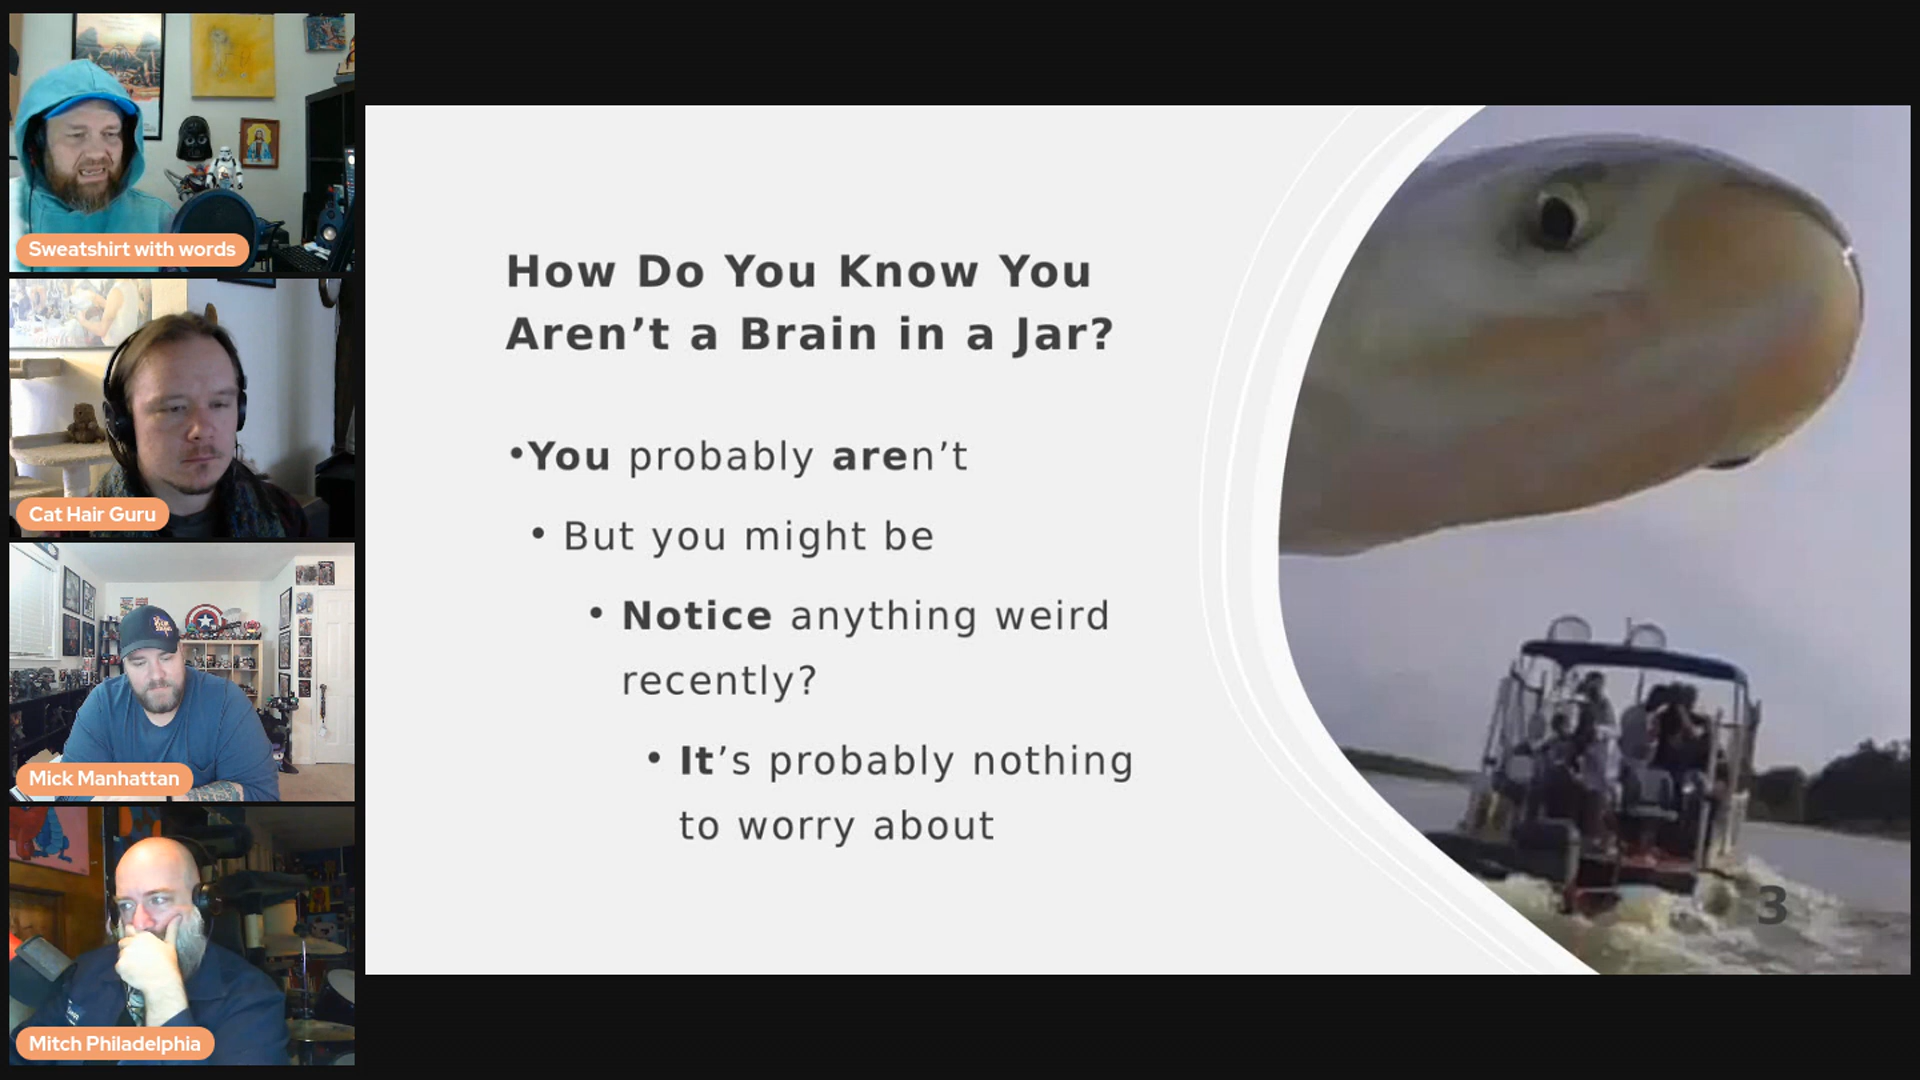 Sweatshirt with words
Cat Hair Guru
Mick Manhattan
Mitch Philadelphia
How Do You Know You
Aren’t a Brain in a Jar?
•You probably aren’t
• But you might be
• Notice anything weird
recently?
• It’s probably nothing
to worry about
3